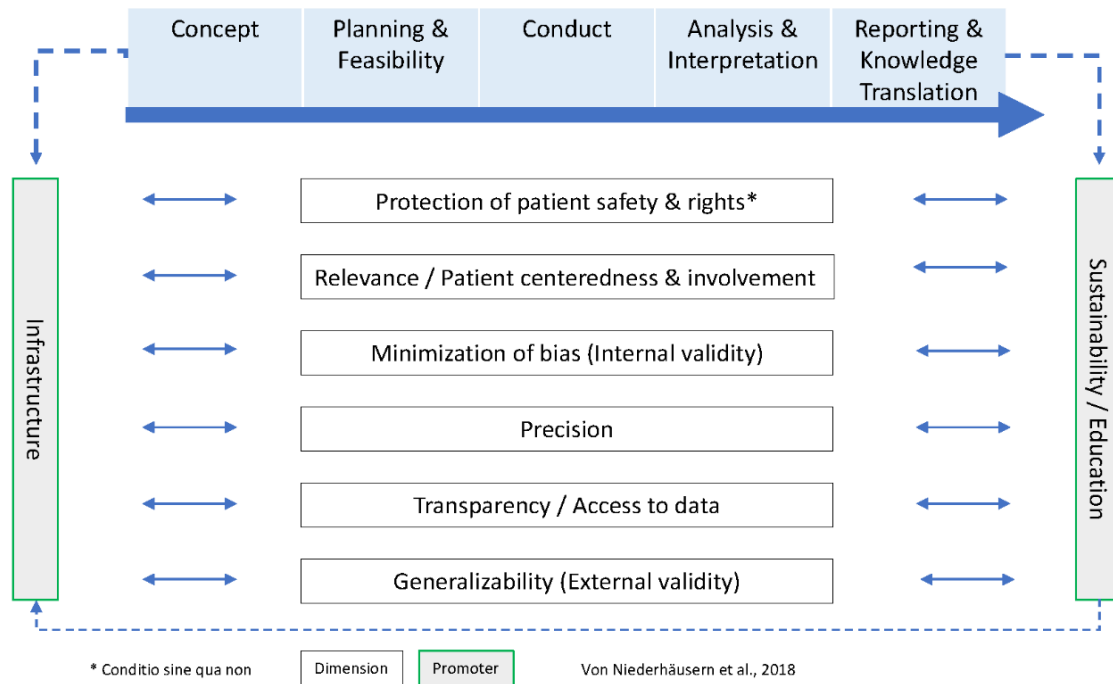 Concept
Planning &
Feasibility
Conduct
Analysis &
Interpretation
Reporting &
Knowledge
Translation
Infrastructure
Protection of patient safety & rights*
Relevance / Patient centeredness & involvement
Minimization of bias (Internal validity)
Precision
Transparency / Access to data
Generalizability (External validity)
Sustainability / Education
* Conditio sine qua non
Dimension
Promoter
Von Niederhäusern et al., 2018